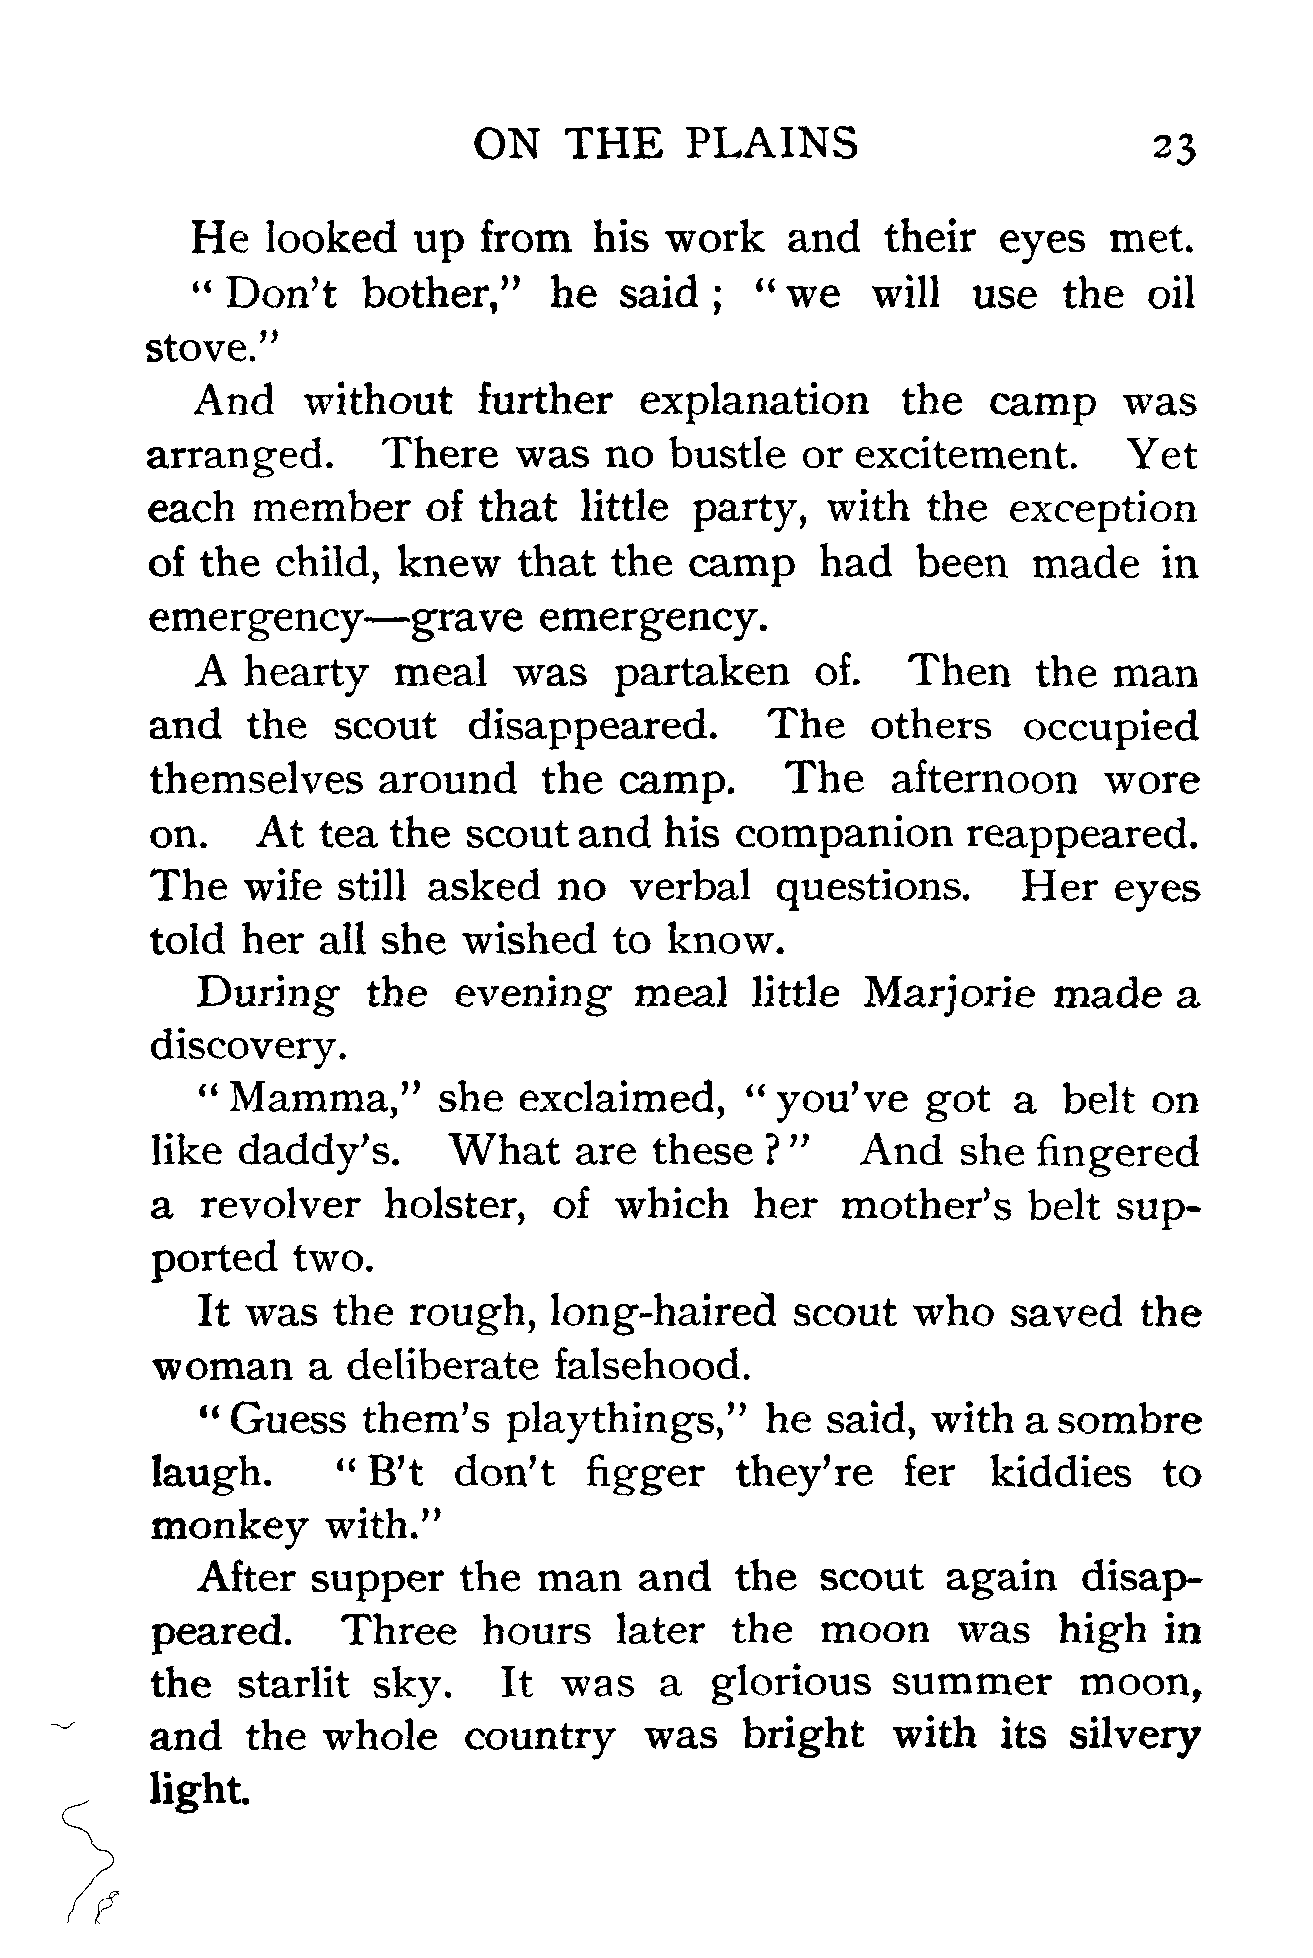 ON THE PLAINS 23
He looked up from his work and their eyes met.
“ Don’t bother,” he said ; “ we will use the oil
stove.”
And without further explanation the camp was
arranged. There was no bustle or excitement. Yet
each member of that little party, with the exception
of the child, knew that the camp had been made in
emergency—grave emergency.
A hearty meal was partaken of. Then the man
and the scout disappeared. The others occupied
themselves around the camp. The afternoon wore
on. At tea the scout and his companion reappeared.
The wife still asked no verbal questions. Her eyes
told her all she wished to know.
During the evening meal little Marjorie made a
discovery.
“ Mamma,” she exclaimed, “ you’ve got a belt on
like daddy’s. What are these ? ” And she fingered
a revolver holster, of which her mother’s belt sup-
ported two.
It was the rough, long-haired scout who saved the
woman a deliberate falsehood.
“ Guess them’s playthings,” he said, with a sombre
laugh. “ B’t don’t figger they’re fer kiddies to
monkey with.”
After supper the man and the scout again disap-
peared. Three hours later the moon was high in
the starlit sky. It was a glorious summer moon,
and the whole country was bright with its silvery
light.